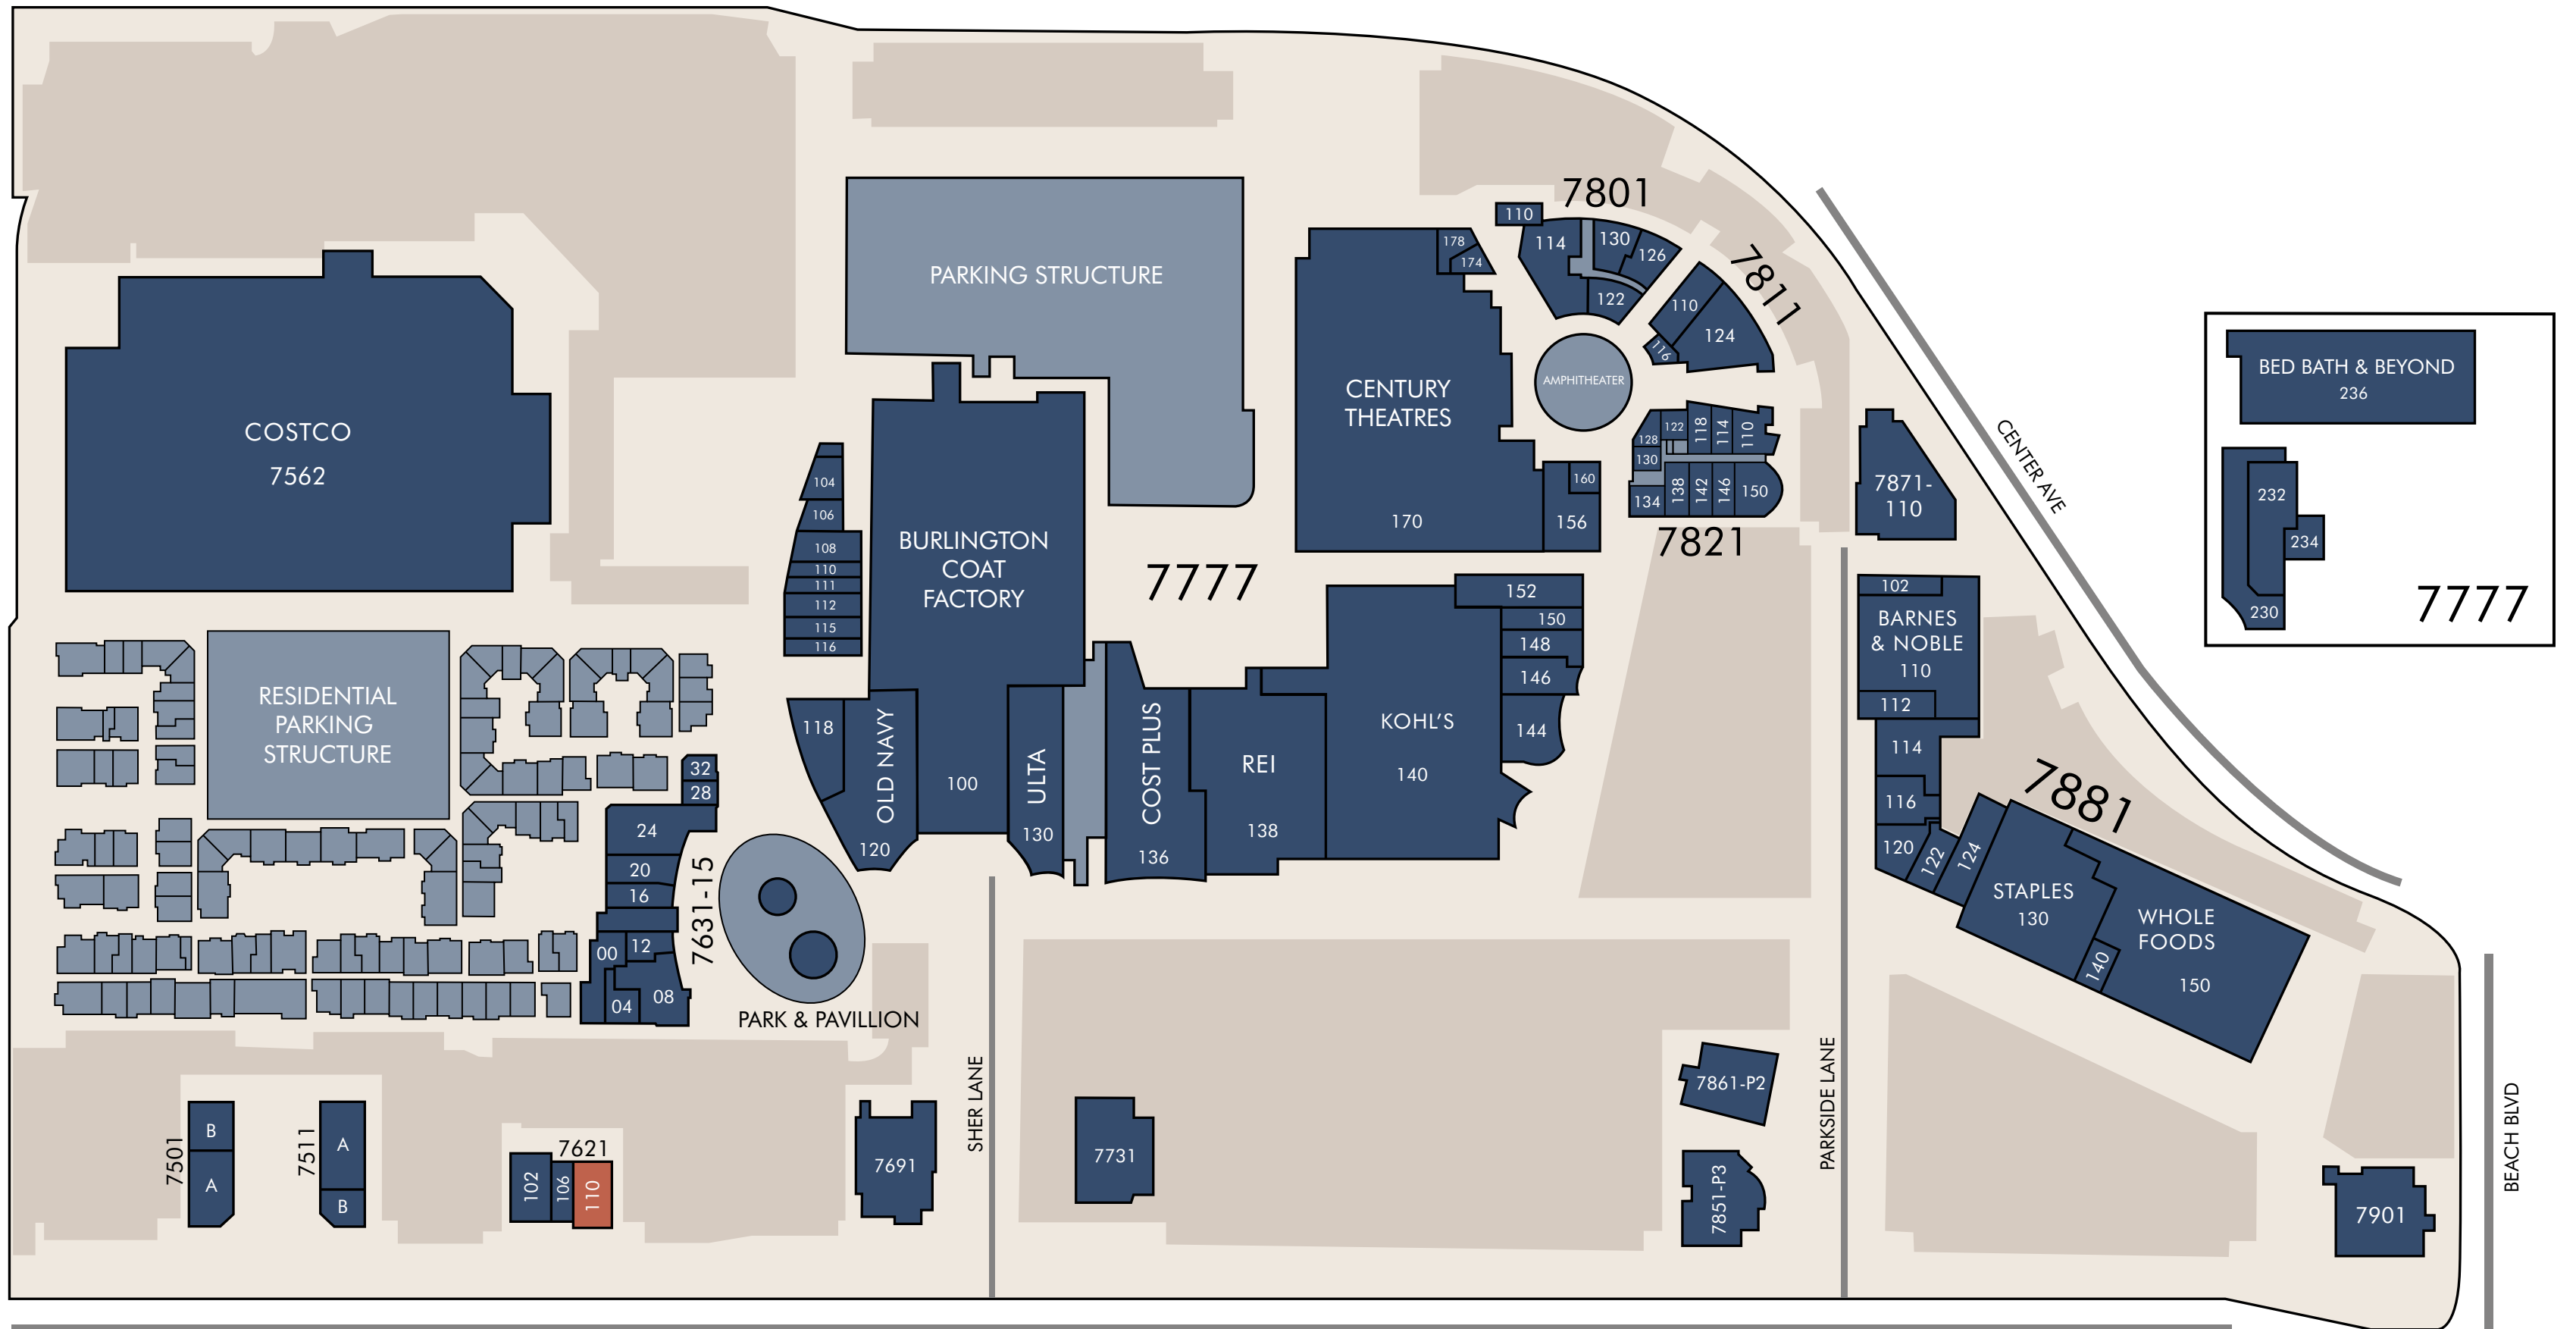 7801
110
114
130
126
122
178
174
7811
110
124
116
PARKING STRUCTURE
CENTURY
THEATRES
170
160
156
AMPHITHEATER
128
122
118
114
110
130
134
138
142
146
150
7821
COSTCO
7562
104
106
108
110
111
112
115
116
BURLINGTON
COAT
FACTORY
100
7777
7871-
110
CENTER AVE
BED BATH & BEYOND
236
232
234
230
7777
152
150
148
146
144
KOHL'S
140
102
BARNES
& NOBLE
110
112
114
116
120
122
124
7881
STAPLES
130
140
WHOLE
FOODS
150
RESIDENTIAL
PARKING
STRUCTURE
118
OLD NAVY
120
ULTA
130
COST PLUS
136
REI
138
32
28
24
20
16
12
00
04
08
7631-15
PARK & PAVILLION
SHER LANE
PARKSIDE LANE
BEACH BLVD
7501
B
A
7511
A
B
7621
102
106
110
7691
7731
7861-P2
7851-P3
7901